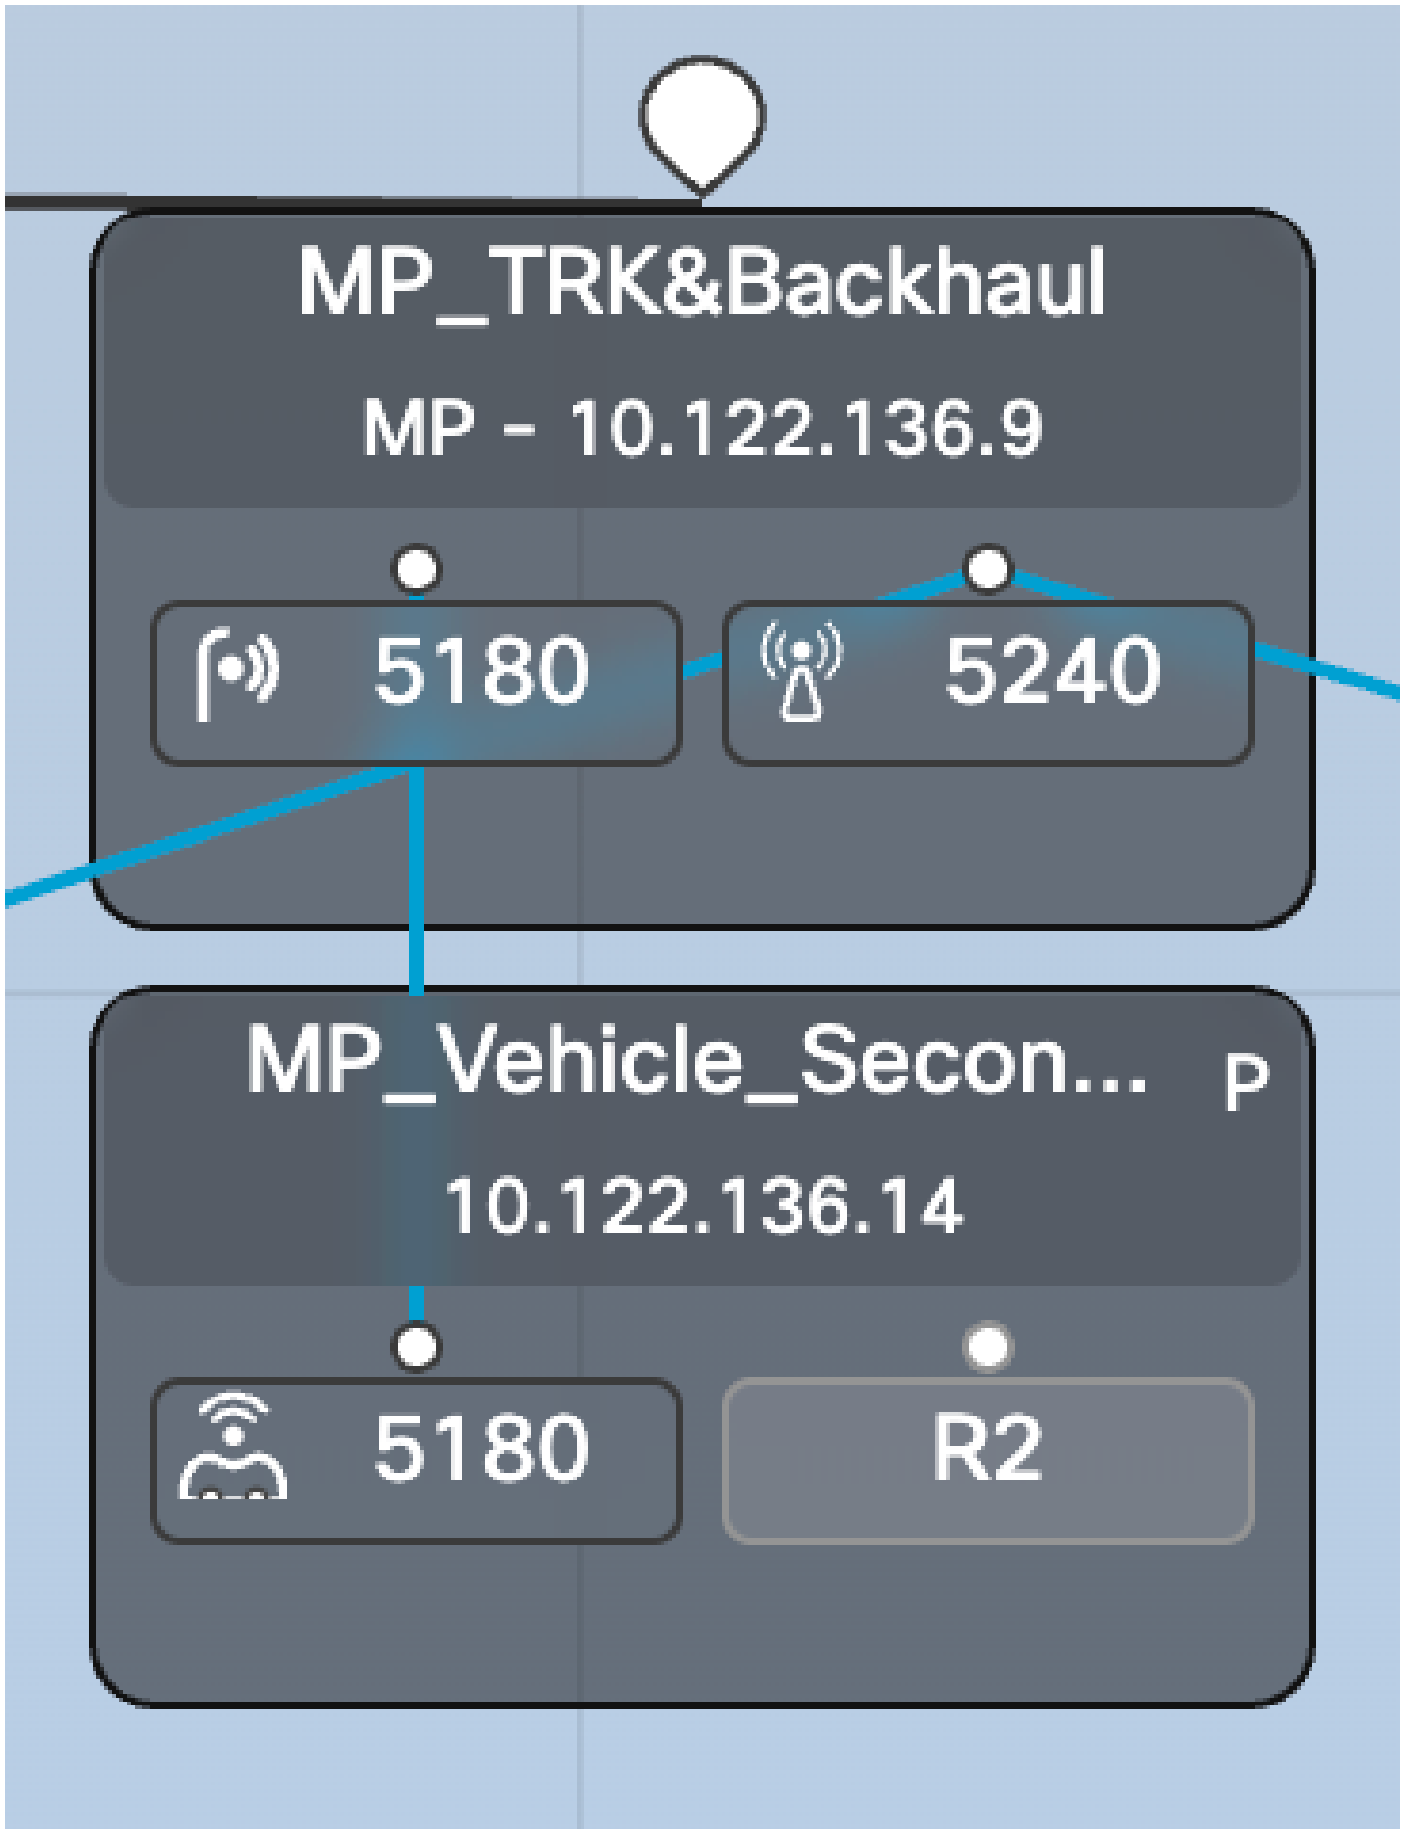 MP_TRK&Backhaul
MP - 10.122.136.9
5180 5240
MP_Vehicle_Secon... P
10.122.136.14
5180 R2